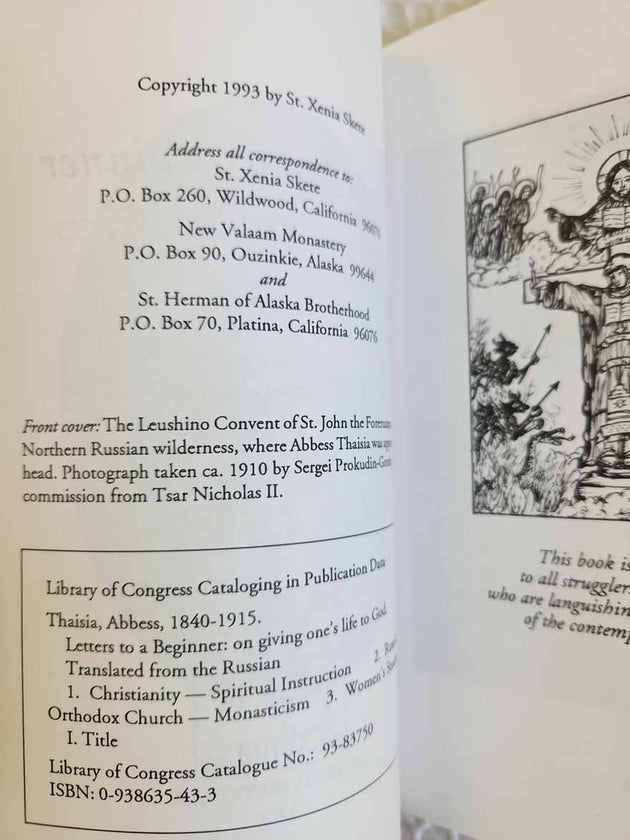 Copyright 1993 by St. Xenia Skete
Address all correspondence to:
St. Xenia Skete
P.O. Box 260, Wildwood, California 96076
New Valaam Monastery
P.O. Box 90, Ouzinkie, Alaska 99644
and
St. Herman of Alaska Brotherhood
P.O. Box 70, Platina, California 96076
Front cover: The Leushino Convent of St. John the
Northern Russian wilderness, where Abbess Thaisia was
head. Photograph taken ca. 1910 by Sergei
commission from Tsar Nicholas II.
Library of Congress Cataloging in Publication Data
Thaisia, Abbess, 1840-1915.
Letters to a Beginner: on giving one's life to God.
Translated from the Russian
1. Christianity — Spiritual Instruction 2.
Orthodox Church — Monasticism 3. Women's
I. Title
Library of Congress Catalogue No.: 93-83750
ISBN: 0-938635-43-3
This book is
to all
who are
of the